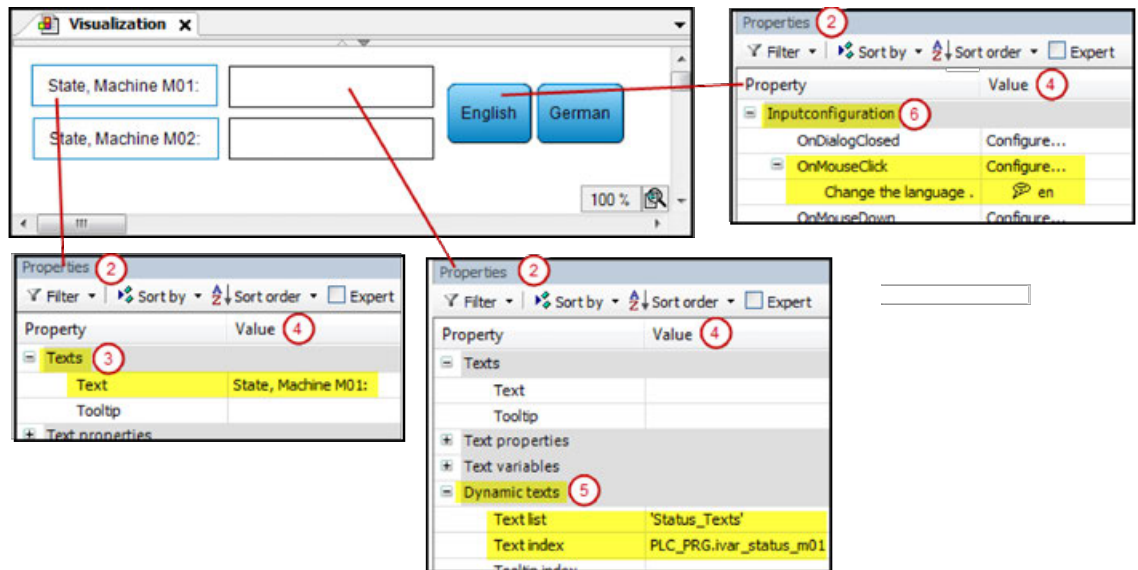 Visualization x
State, Machine M01:
State, Machine M02:
English
German
100 %
Properties 2
Filter Sort by Sort order Expert
Property Value 4
Inputconfiguration 6
OnDialogClosed Configure...
OnMouseClick Configure...
Change the language . en
OnMouseDown Configure...
Properties 2
Filter Sort by Sort order Expert
Property Value 4
Texts 3
Text State, Machine M01:
Tooltip
Text properties
Properties 2
Filter Sort by Sort order Expert
Property Value 4
Texts
Text
Tooltip
Text properties
Text variables
Dynamic texts 5
Text list 'Status_Texts'
Text index PLC_PRG.ivar_status_m01
Tooltip index